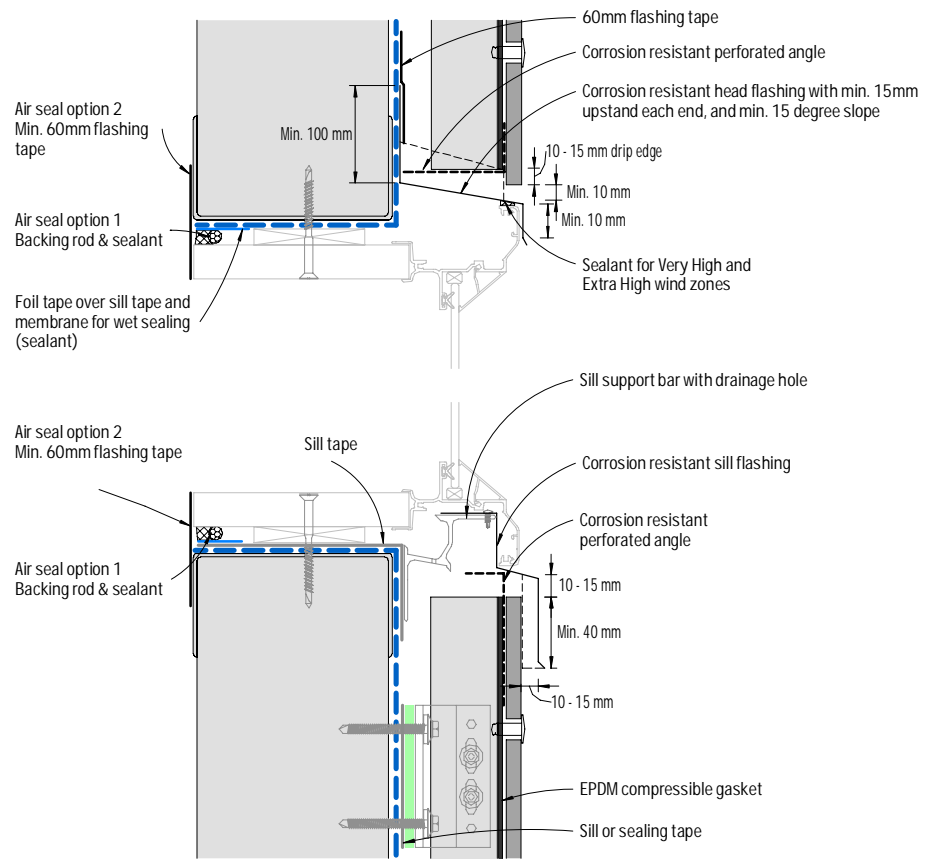 60mm flashing tape
Corrosion resistant perforated angle
Corrosion resistant head flashing with min. 15mm
upstand each end, and min. 15 degree slope
Air seal option 2
Min. 60mm flashing
tape
Min. 100 mm
10 - 15 mm drip edge
Min. 10 mm
Min. 10 mm
Air seal option 1
Backing rod & sealant
Sealant for Very High and
Extra High wind zones
Foil tape over sill tape and
membrane for wet sealing
(sealant)
Sill support bar with drainage hole
Air seal option 2
Min. 60mm flashing tape
Sill tape
Corrosion resistant sill flashing
Corrosion resistant
perforated angle
Air seal option 1
Backing rod & sealant
10 - 15 mm
Min. 40 mm
10 - 15 mm
EPDM compressible gasket
Sill or sealing tape